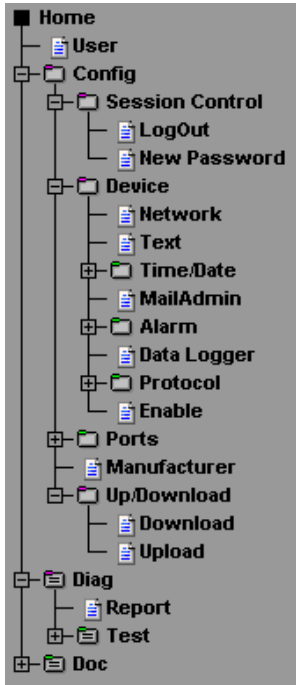 Home
User
Config
Session Control
LogOut
New Password
Device
Network
Text
Time/Date
MailAdmin
Alarm
Data Logger
Protocol
Enable
Ports
Manufacturer
Up/Download
Download
Upload
Diag
Report
Test
Doc